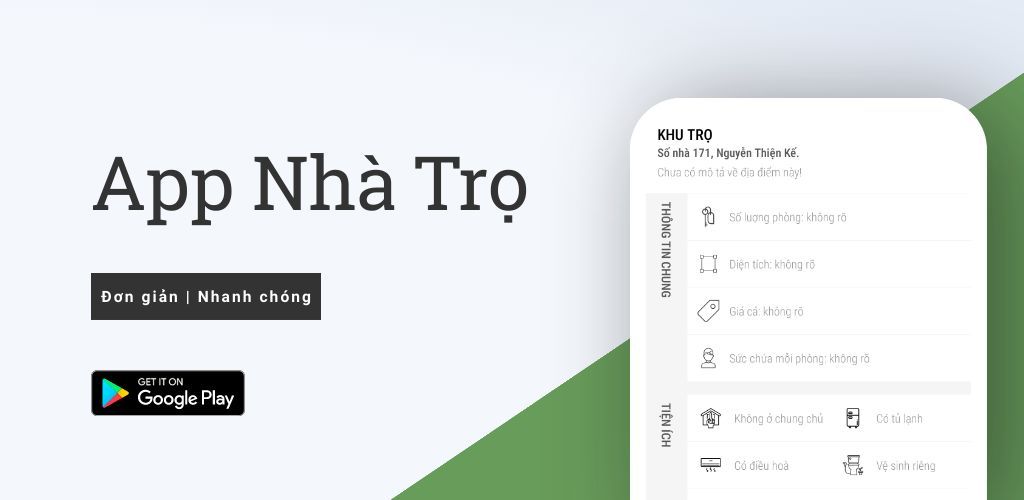 App Nhà Trọ
Đơn giản | Nhanh chóng
GET IT ON
Google Play
KHU TRỌ
Số nhà 171, Nguyễn Thiện Kế.
Chưa có mô tả về địa điểm này!
THÔNG TIN CHUNG
Số lượng phòng: không rõ
Diện tích: không rõ
Giá cả: không rõ
Sức chứa mỗi phòng: không rõ
TIỆN ÍCH
Không ở chung chủ
Có tủ lạnh
Có điều hoà
Vệ sinh riêng